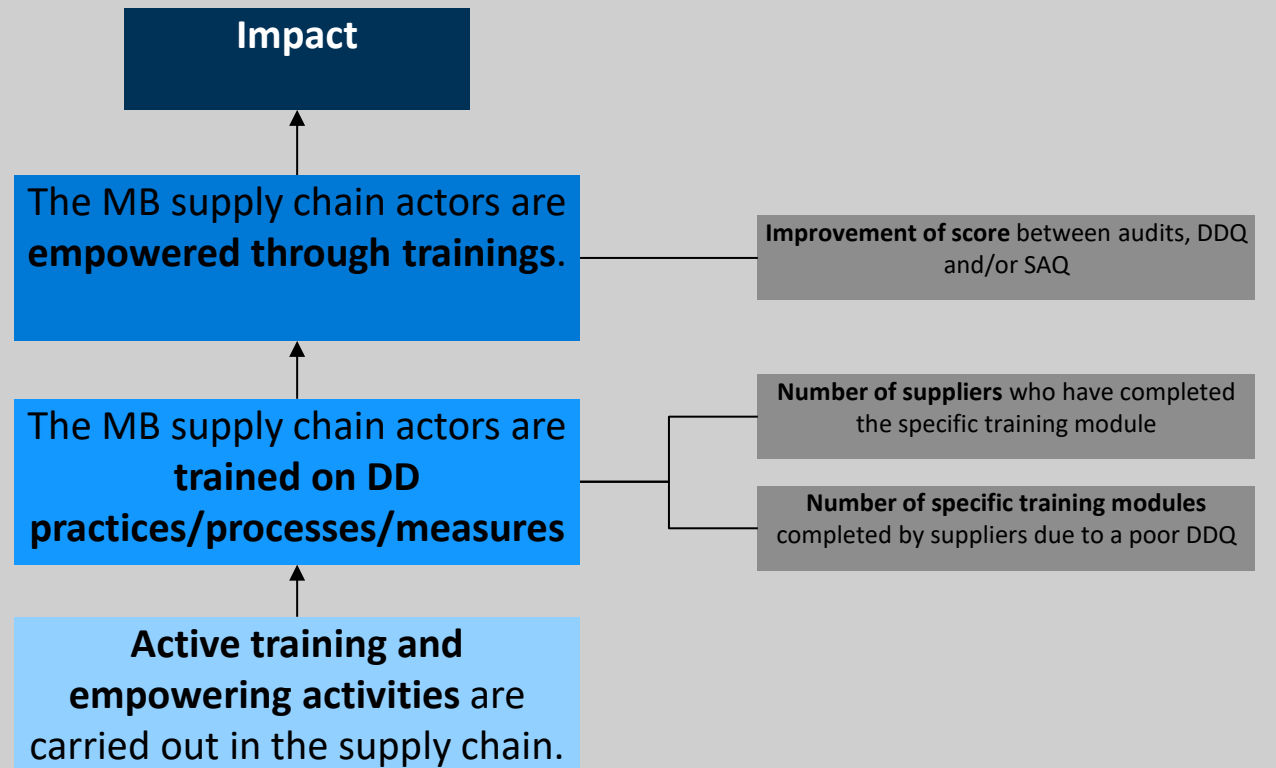 Impact
The MB supply chain actors are
empowered through trainings.
Improvement of score between audits, DDQ
and/or SAQ
The MB supply chain actors are
trained on DD
practices/processes/measures
Number of suppliers who have completed
the specific training module
Number of specific training modules
completed by suppliers due to a poor DDQ
Active training and
empowering activities are
carried out in the supply chain.